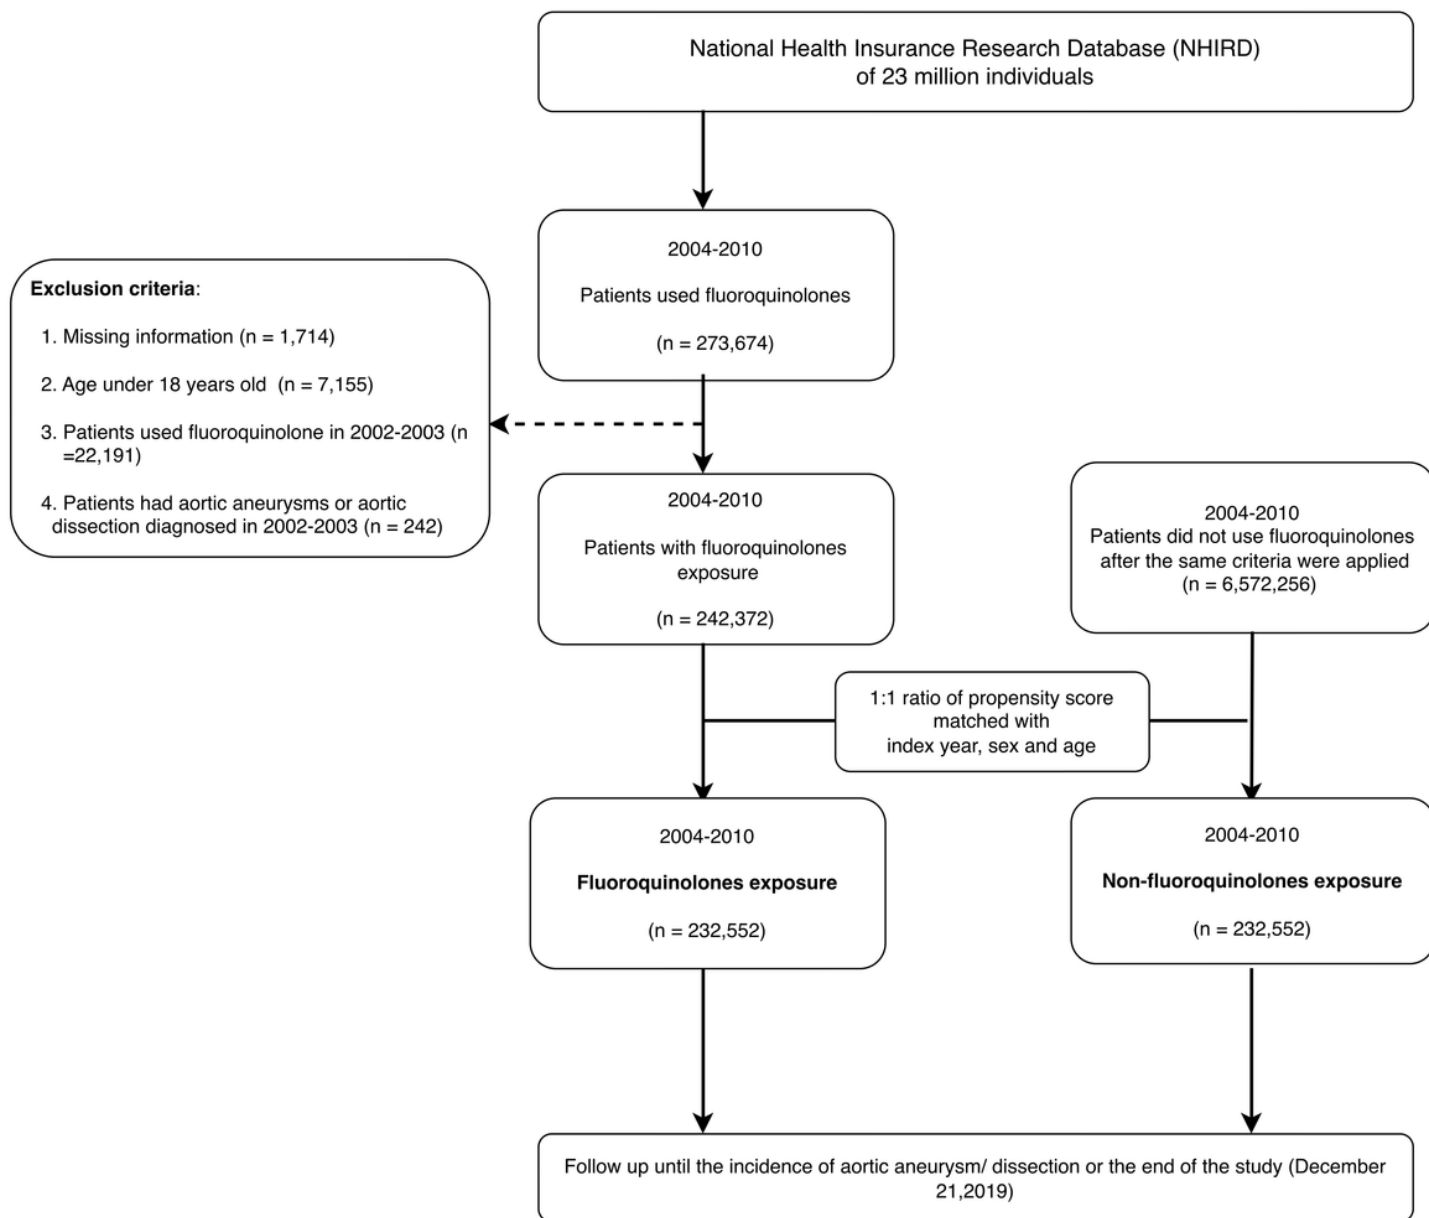 National Health Insurance Research Database (NHIRD)
of 23 million individuals
2004-2010
Patients used fluoroquinolones
(n = 273,674)
Exclusion criteria:
1. Missing information (n = 1,714)
2. Age under 18 years old (n = 7,155)
3. Patients used fluoroquinolone in 2002-2003 (n
=22,191)
4. Patients had aortic aneurysms or aortic
dissection diagnosed in 2002-2003 (n = 242)
2004-2010
Patients with fluoroquinolones
exposure
(n = 242,372)
2004-2010
Patients did not use fluoroquinolones
after the same criteria were applied
(n = 6,572,256)
1:1 ratio of propensity score
matched with
index year, sex and age
2004-2010
Fluoroquinolones exposure
(n = 232,552)
2004-2010
Non-fluoroquinolones exposure
(n = 232,552)
Follow up until the incidence of aortic aneurysm/ dissection or the end of the study (December
21,2019)